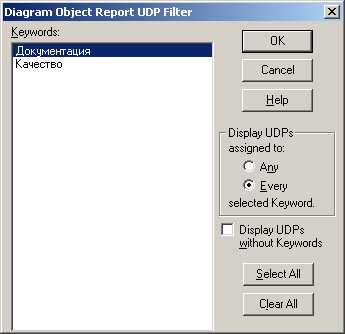 Diagram Object Report UDP Filter
Keywords:
Документация
Качество
OK
Cancel
Help
Display UDPs
assigned to:
Any
Every
selected Keyword.
Display UDPs
without Keywords
Select All
Clear All